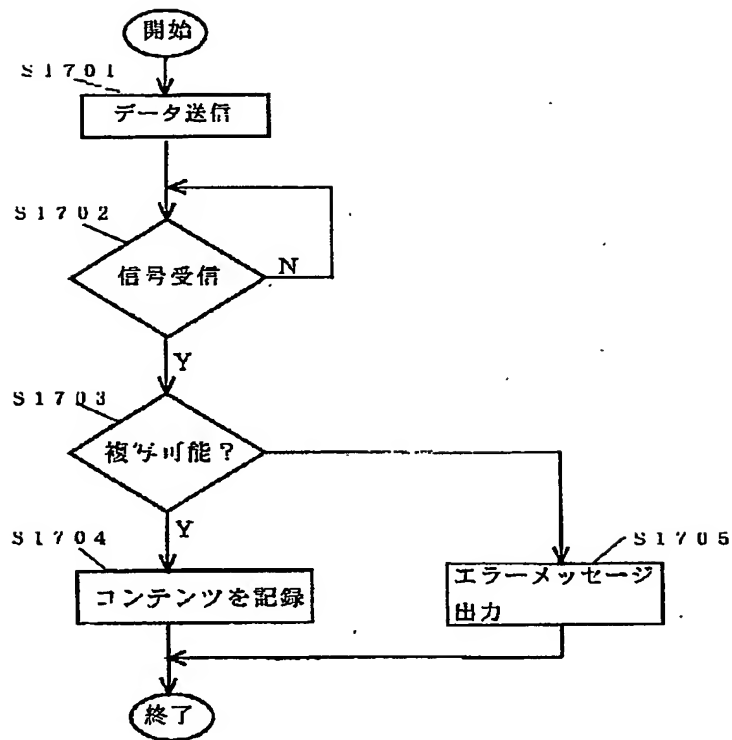 開始
S1701
データ送信
S1702
信号受信
N
Y
S1703
複写可能?
Y
S1704
S1705
コンテンツを記録
エラーメッセージ
出力
終了